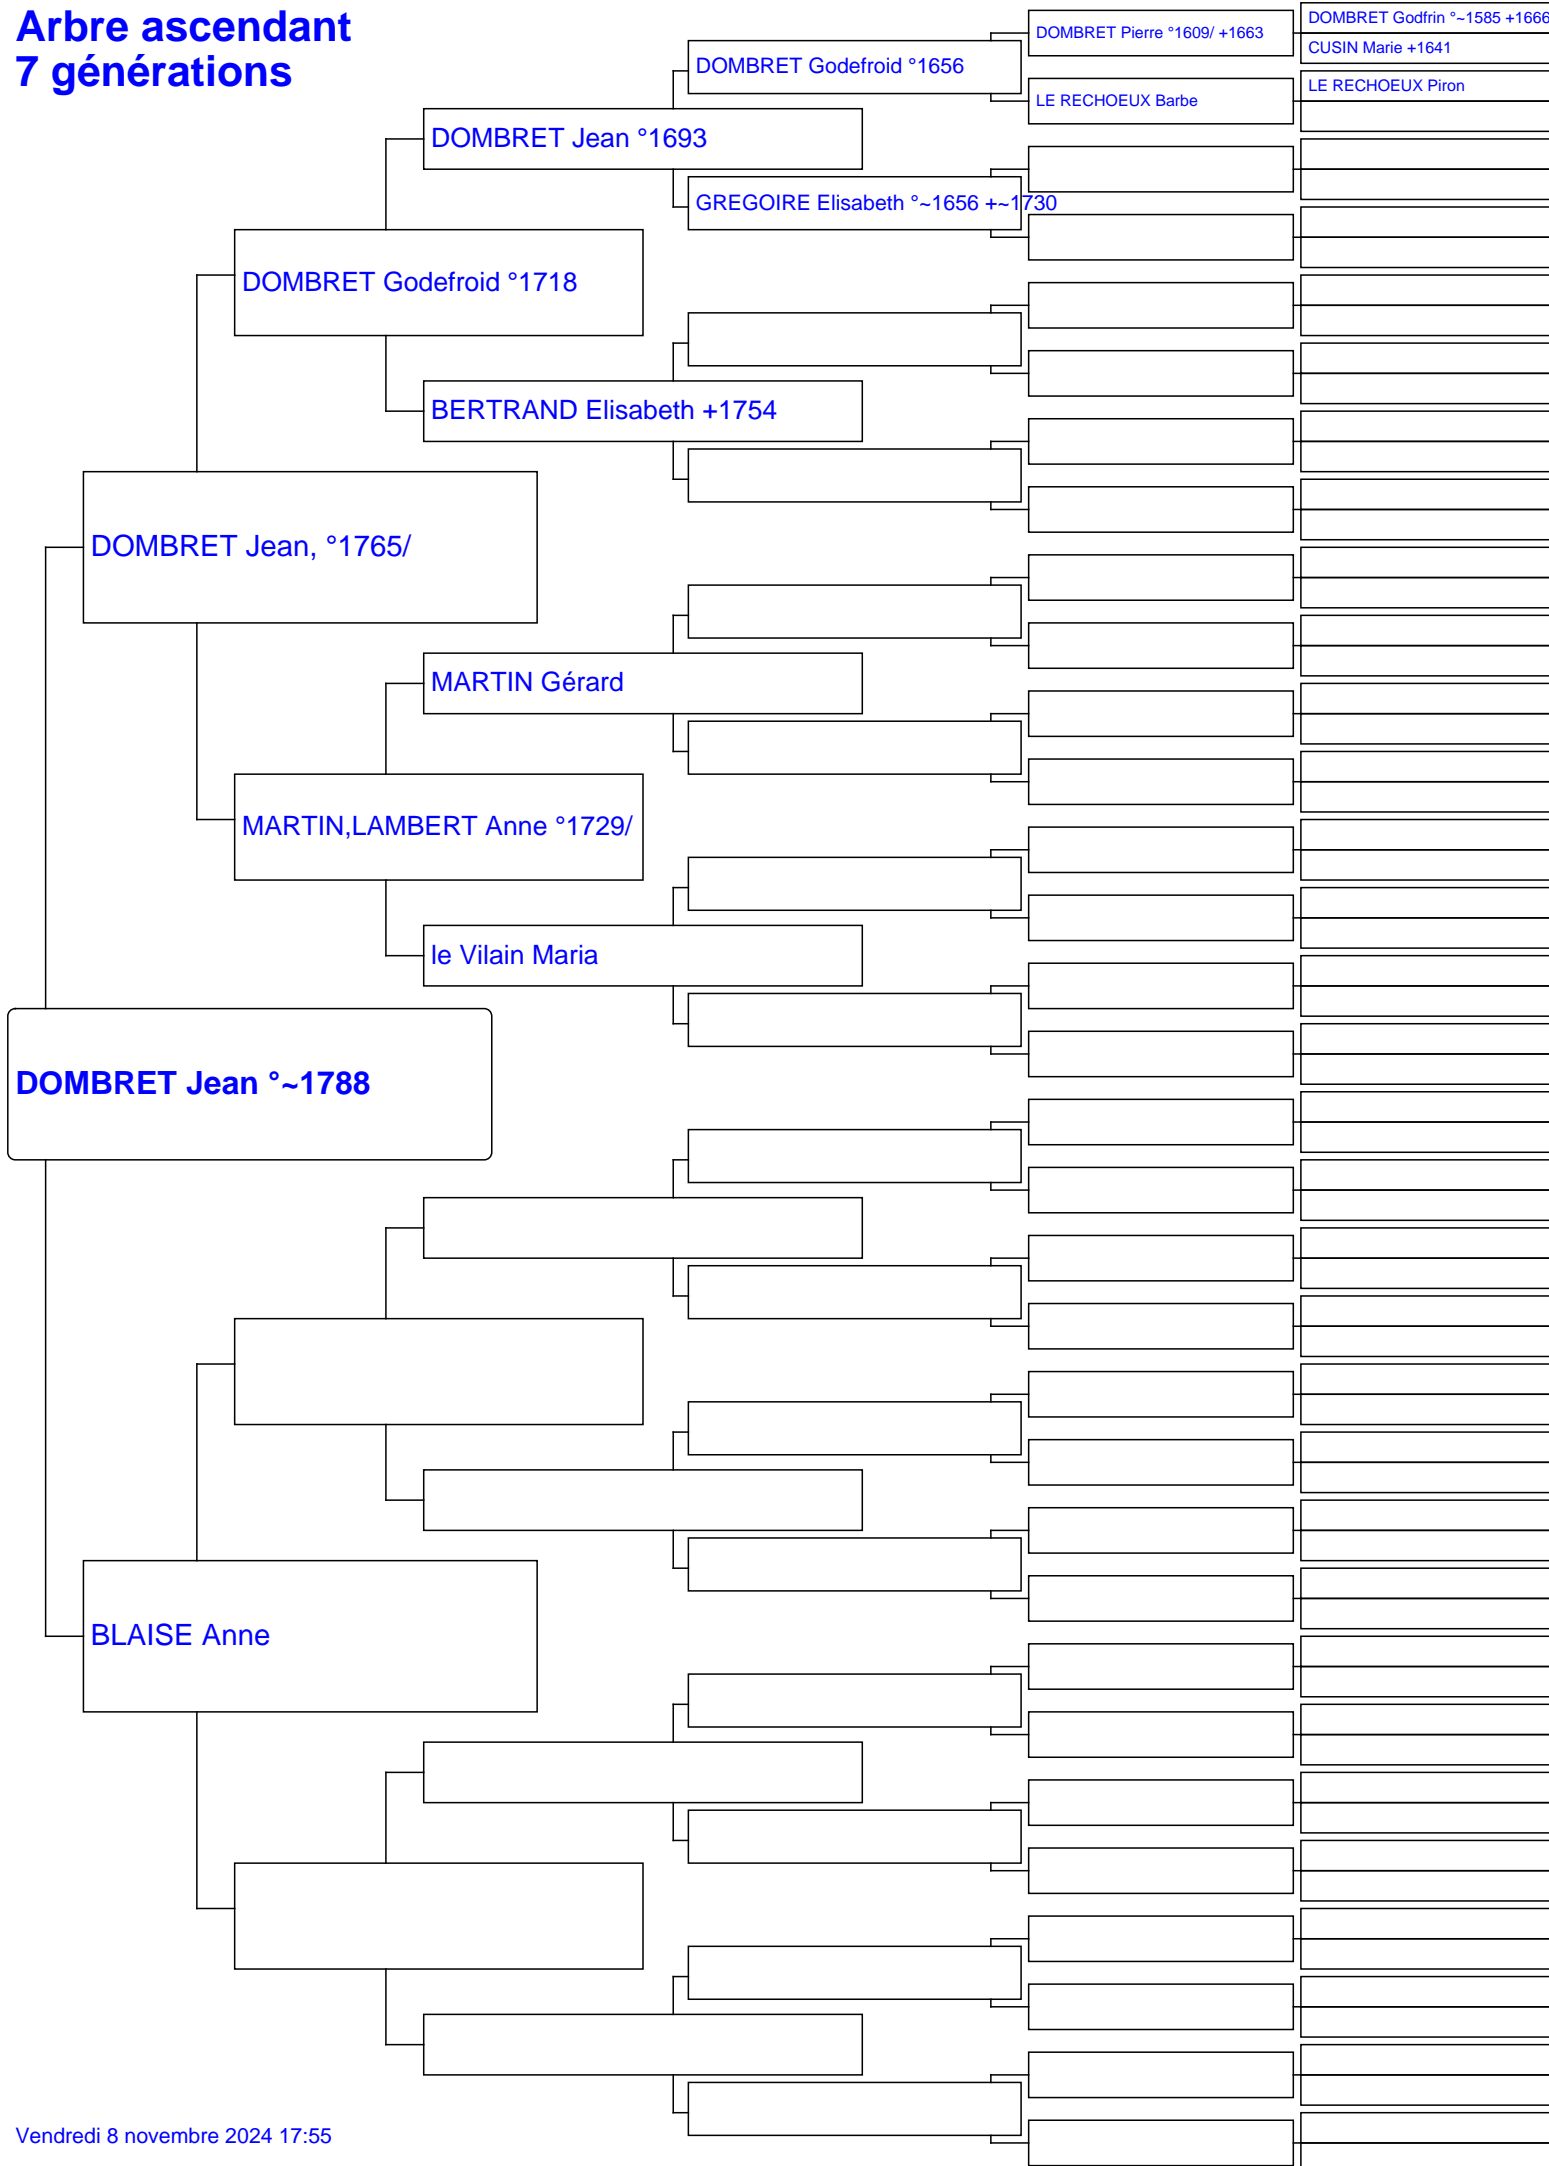 Arbre ascendant
7 générations
DOMBRET Godfrin °~1585 +1666
CUSIN Marie +1641
DOMBRET Pierre °1609/ +1663
DOMBRET Godefroid °1656
LE RECHOEUX Piron
LE RECHOEUX Barbe
DOMBRET Jean °1693
GREGOIRE Elisabeth °~1656 +~1730
DOMBRET Godefroid °1718
BERTRAND Elisabeth +1754
DOMBRET Jean, °1765/
MARTIN Gérard
MARTIN,LAMBERT Anne °1729/
le Vilain Maria
DOMBRET Jean °~1788
BLAISE Anne
Vendredi 8 novembre 2024 17:55